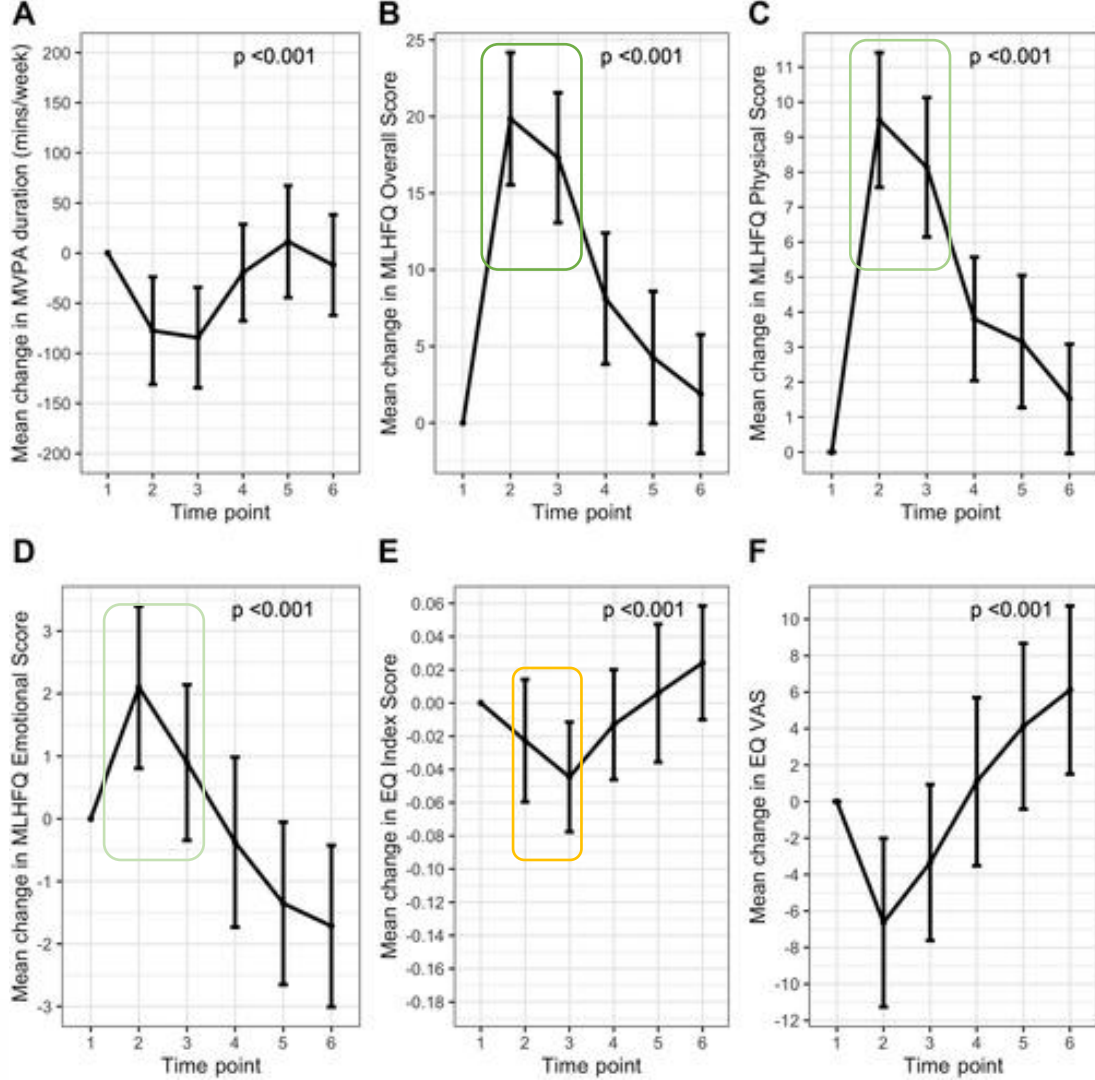 A
p <0.001
Mean change in MVPA duration (mins/week)
200
150
100
50
0
-50
-100
-150
-200
1 2 3 4 5 6
Time point
B
p <0.001
Mean change in MLHFQ Overall Score
25
20
15
10
5
0
1 2 3 4 5 6
Time point
C
p <0.001
Mean change in MLHFQ Physical Score
11
10
9
8
7
6
5
4
3
2
1
0
1 2 3 4 5 6
Time point
D
p <0.001
Mean change in MLHFQ Emotional Score
3
2
1
0
-1
-2
-3
1 2 3 4 5 6
Time point
E
p <0.001
Mean change in EQ Index Score
0.06
0.04
0.02
0.00
-0.02
-0.04
-0.06
-0.08
-0.10
-0.12
-0.14
-0.16
-0.18
1 2 3 4 5 6
Time point
F
p <0.001
Mean change in EQ VAS
10
8
6
4
2
0
-2
-4
-6
-8
-10
-12
1 2 3 4 5 6
Time point